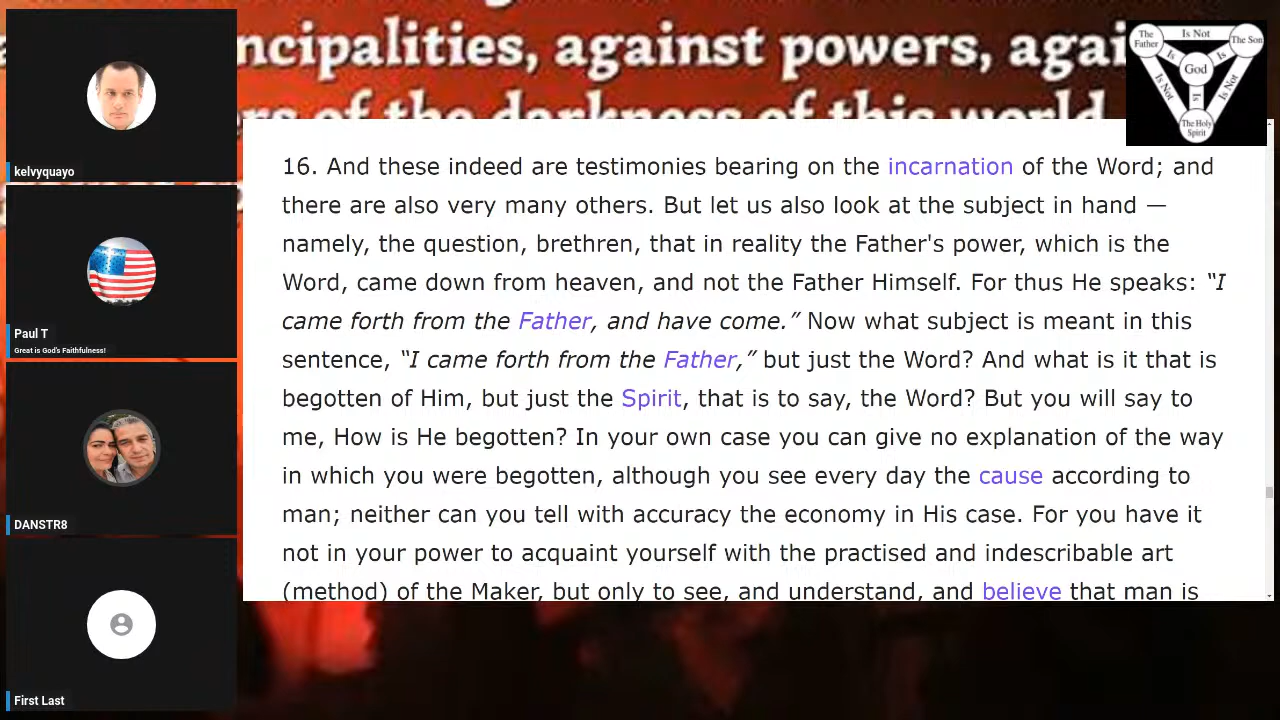 ncipalities, against powers, agai
ers of the darkness of this world
The Father
Is Not
The Son
Is
Is
God
Is Not
Is
Is Not
The Holy Spirit
kelvyquayo
Paul T
Great is God's Faithfulness!
DANSTR8
First Last
16. And these indeed are testimonies bearing on the incarnation of the Word; and
there are also very many others. But let us also look at the subject in hand —
namely, the question, brethren, that in reality the Father's power, which is the
Word, came down from heaven, and not the Father Himself. For thus He speaks: “I
came forth from the Father, and have come.” Now what subject is meant in this
sentence, “I came forth from the Father,” but just the Word? And what is it that is
begotten of Him, but just the Spirit, that is to say, the Word? But you will say to
me, How is He begotten? In your own case you can give no explanation of the way
in which you were begotten, although you see every day the cause according to
man; neither can you tell with accuracy the economy in His case. For you have it
not in your power to acquaint yourself with the practised and indescribable art
(method) of the Maker, but only to see, and understand, and believe that man is